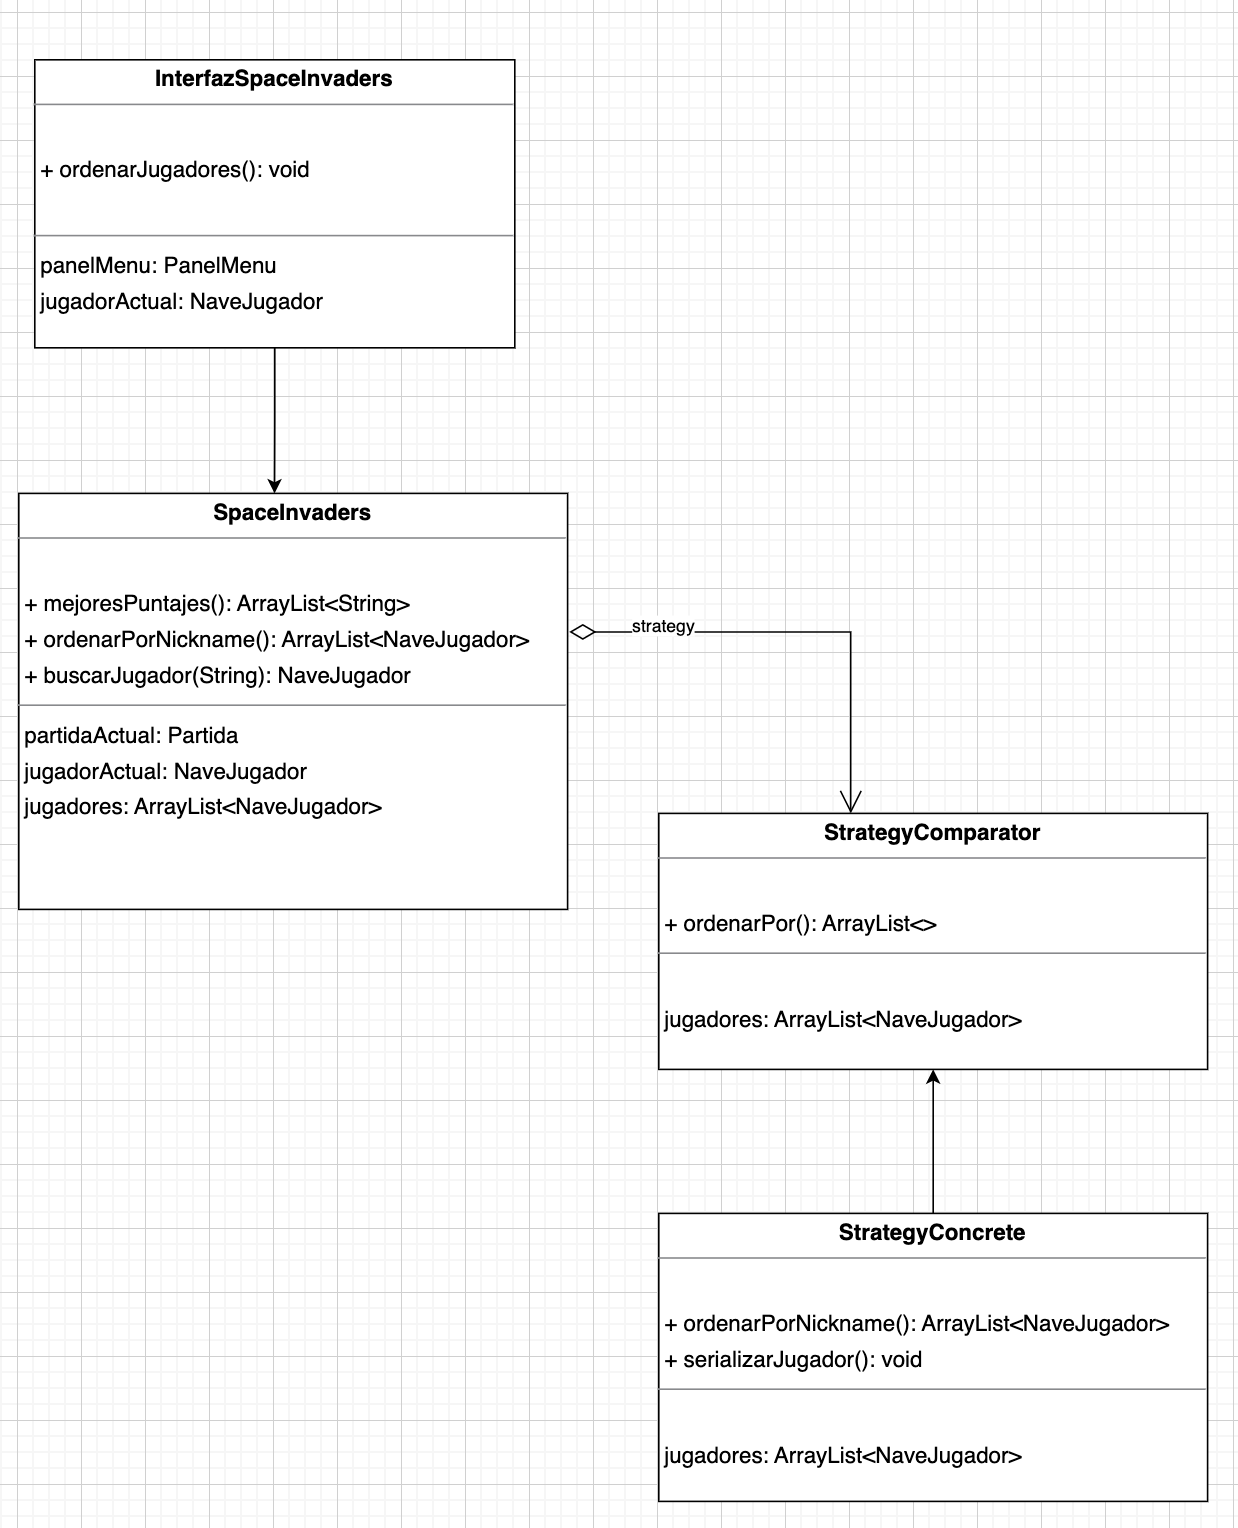 InterfazSpaceInvaders
+ ordenarJugadores(): void
panelMenu: PanelMenu
jugadorActual: NaveJugador
SpaceInvaders
+ mejoresPuntajes(): ArrayList<String>
+ ordenarPorNickname(): ArrayList<NaveJugador>
+ buscarJugador(String): NaveJugador
partidaActual: Partida
jugadorActual: NaveJugador
jugadores: ArrayList<NaveJugador>
strategy
StrategyComparator
+ ordenarPor(): ArrayList<>
jugadores: ArrayList<NaveJugador>
StrategyConcrete
+ ordenarPorNickname(): ArrayList<NaveJugador>
+ serializarJugador(): void
jugadores: ArrayList<NaveJugador>